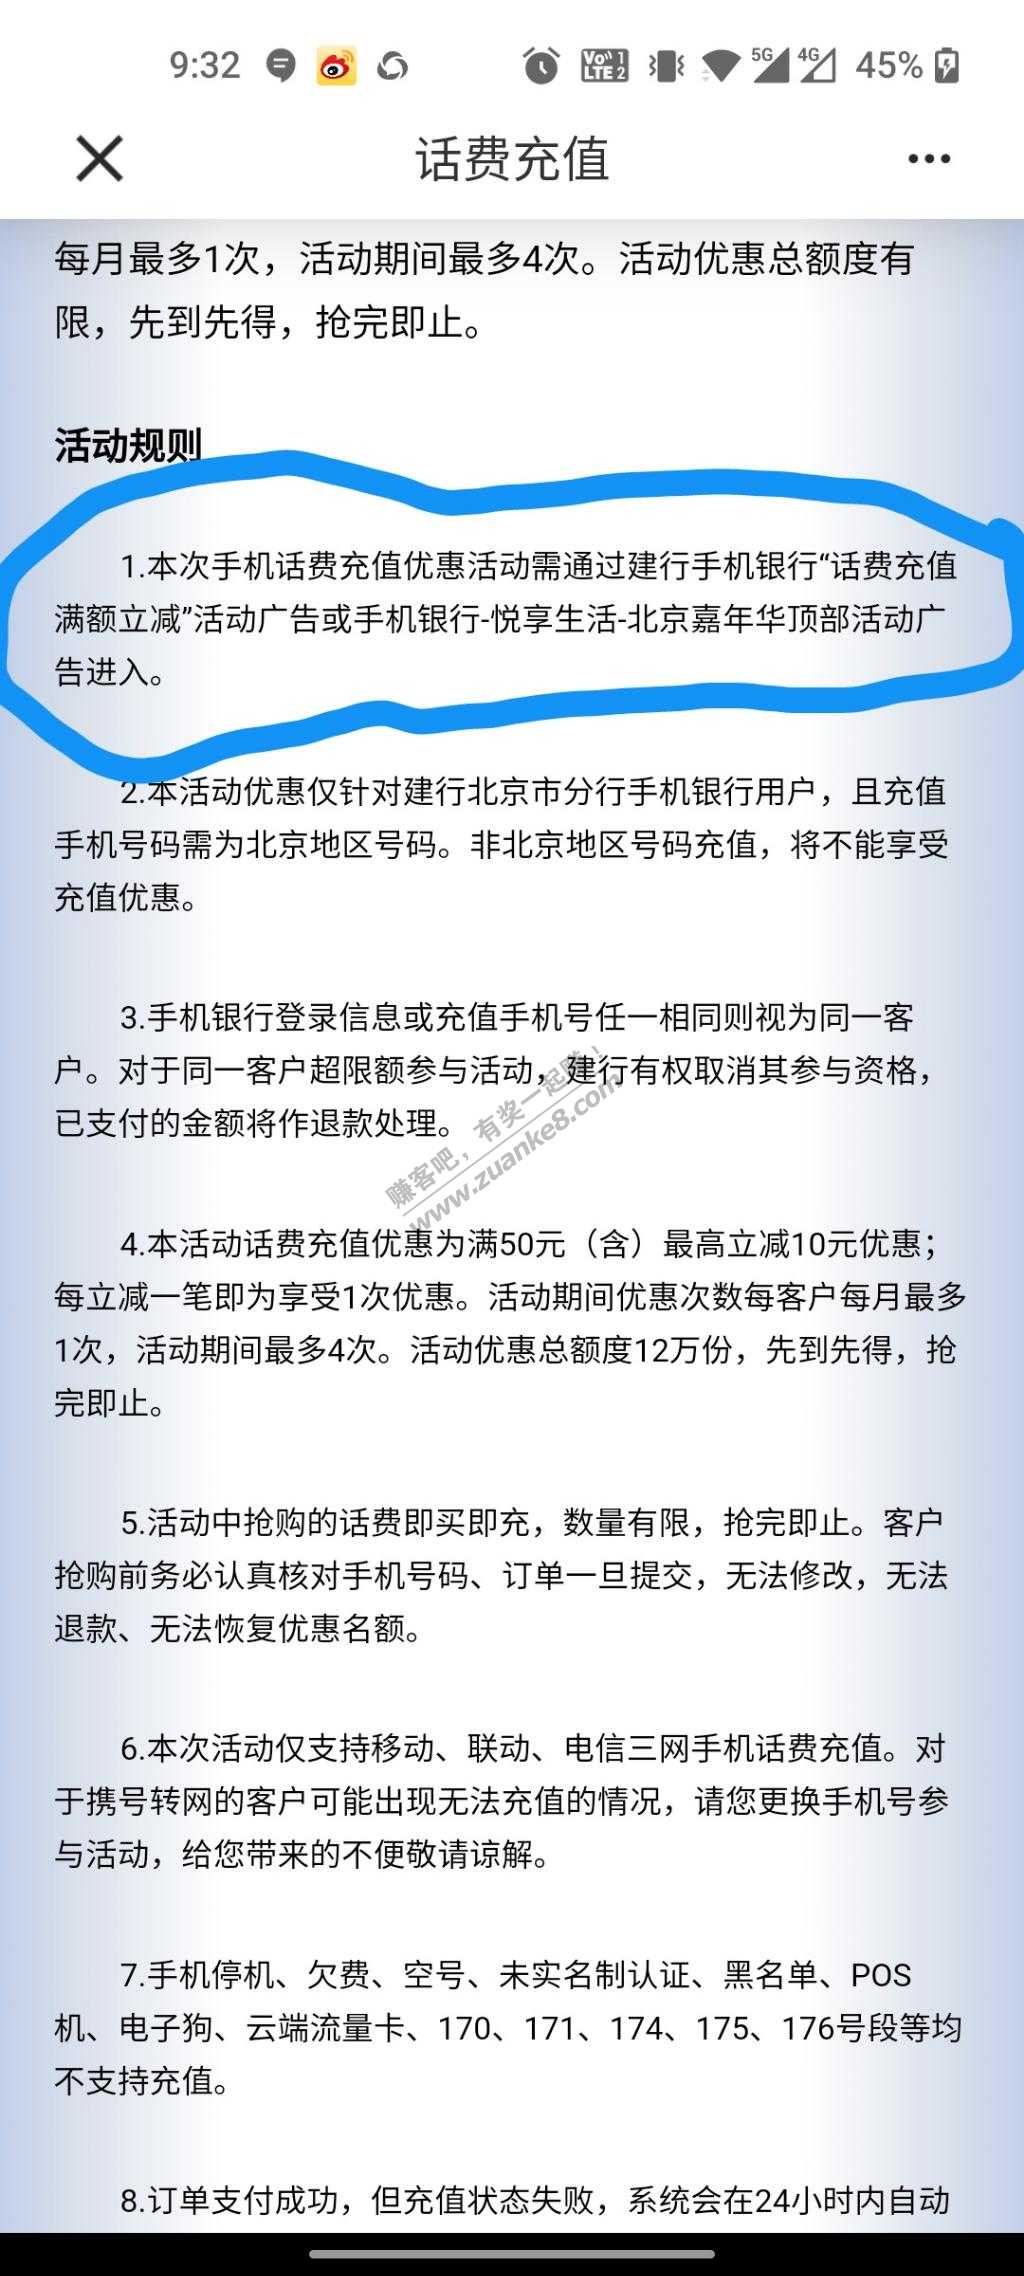 9:32
Vo 1
LTE 2
5G
4G
45%
话费充值
每月最多1次，活动期间最多4次。活动优惠总额度有
限，先到先得，抢完即止。
活动规则
1.本次手机话费充值优惠活动需通过建行手机银行“话费充值
满额立减”活动广告或手机银行-悦享生活-北京嘉年华顶部活动广
告进入。
2.本活动优惠仅针对建行北京市分行手机银行用户，且充值
手机号码需为北京地区号码。非北京地区号码充值，将不能享受
充值优惠。
3.手机银行登录信息或充值手机号任一相同则视为同一客
户。对于同一客户超限额参与活动，建行有权取消其参与资格，
已支付的金额将作退款处理。
赚客吧，有奖一起赚！
www.zuanke8.com
4.本活动话费充值优惠为满50元（含）最高立减10元优惠；
每立减一笔即为享受1次优惠。活动期间优惠次数每客户每月最多
1次，活动期间最多4次。活动优惠总额度12万份，先到先得，抢
完即止。
5.活动中抢购的话费即买即充，数量有限，抢完即止。客户
抢购前务必认真核对手机号码、订单一旦提交，无法修改，无法
退款、无法恢复优惠名额。
6.本次活动仅支持移动、联动、电信三网手机话费充值。对
于携号转网的客户可能出现无法充值的情况，请您更换手机号参
与活动，给您带来的不便敬请谅解。
7.手机停机、欠费、空号、未实名制认证、黑名单、POS
机、电子狗、云端流量卡、170、171、174、175、176号段等均
不支持充值。
8.订单支付成功，但充值状态失败，系统会在24小时内自动